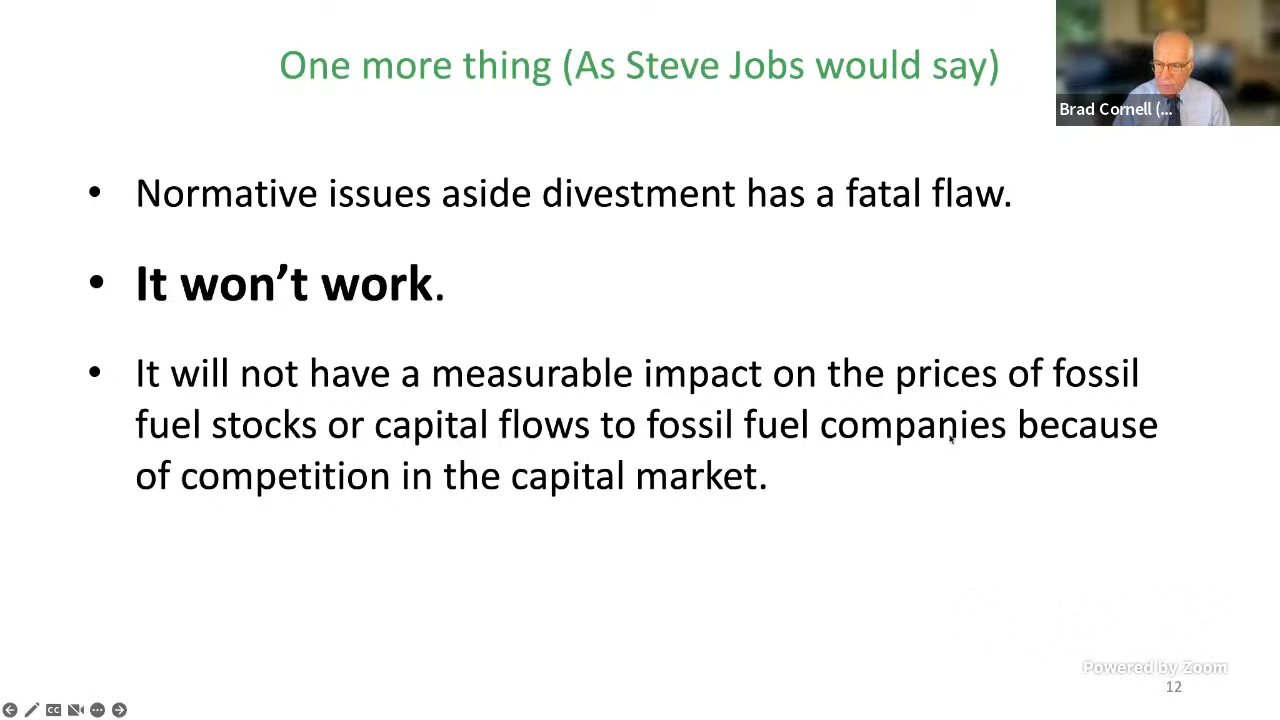 One more thing (As Steve Jobs would say)
Brad Cornell (...
• Normative issues aside divestment has a fatal flaw.
• It won’t work.
• It will not have a measurable impact on the prices of fossil
fuel stocks or capital flows to fossil fuel companies because
of competition in the capital market.
Powered by Zoom
12
CC